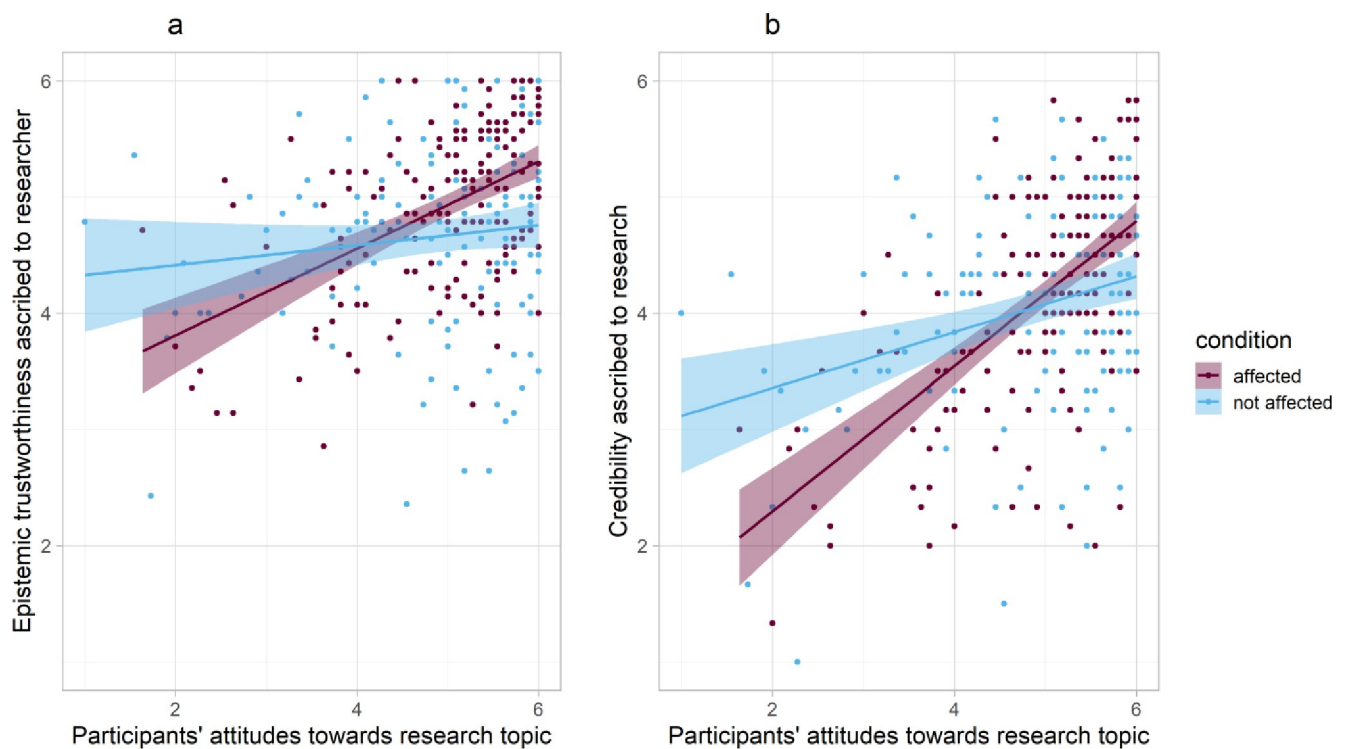 a
b
Epistemic trustworthiness ascribed to researcher
6
4
2
2
4
6
Participants' attitudes towards research topic
Credibility ascribed to research
6
4
2
2
4
6
Participants' attitudes towards research topic
condition
affected
not affected